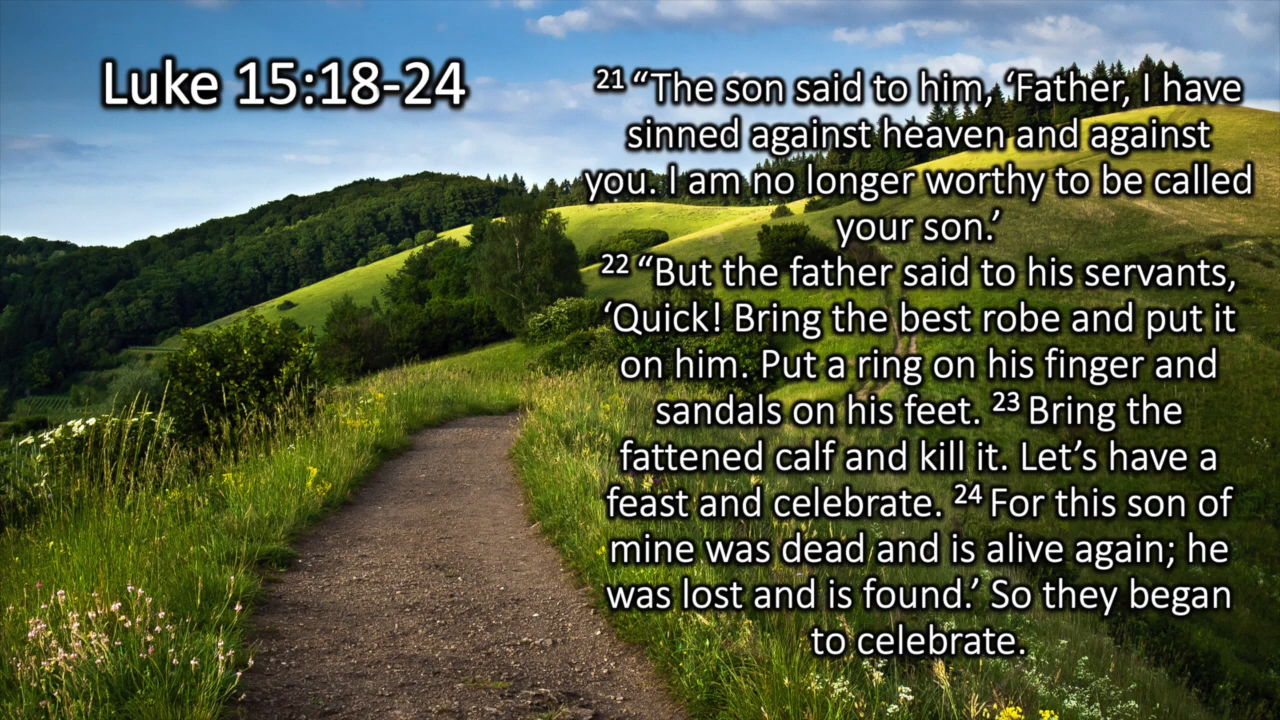 Luke 15:18-24
21 “The son said to him, ‘Father, I have
sinned against heaven and against
you. I am no longer worthy to be called
your son.’
22 “But the father said to his servants,
‘Quick! Bring the best robe and put it
on him. Put a ring on his finger and
sandals on his feet. 23 Bring the
fattened calf and kill it. Let’s have a
feast and celebrate. 24 For this son of
mine was dead and is alive again; he
was lost and is found.’ So they began
to celebrate.